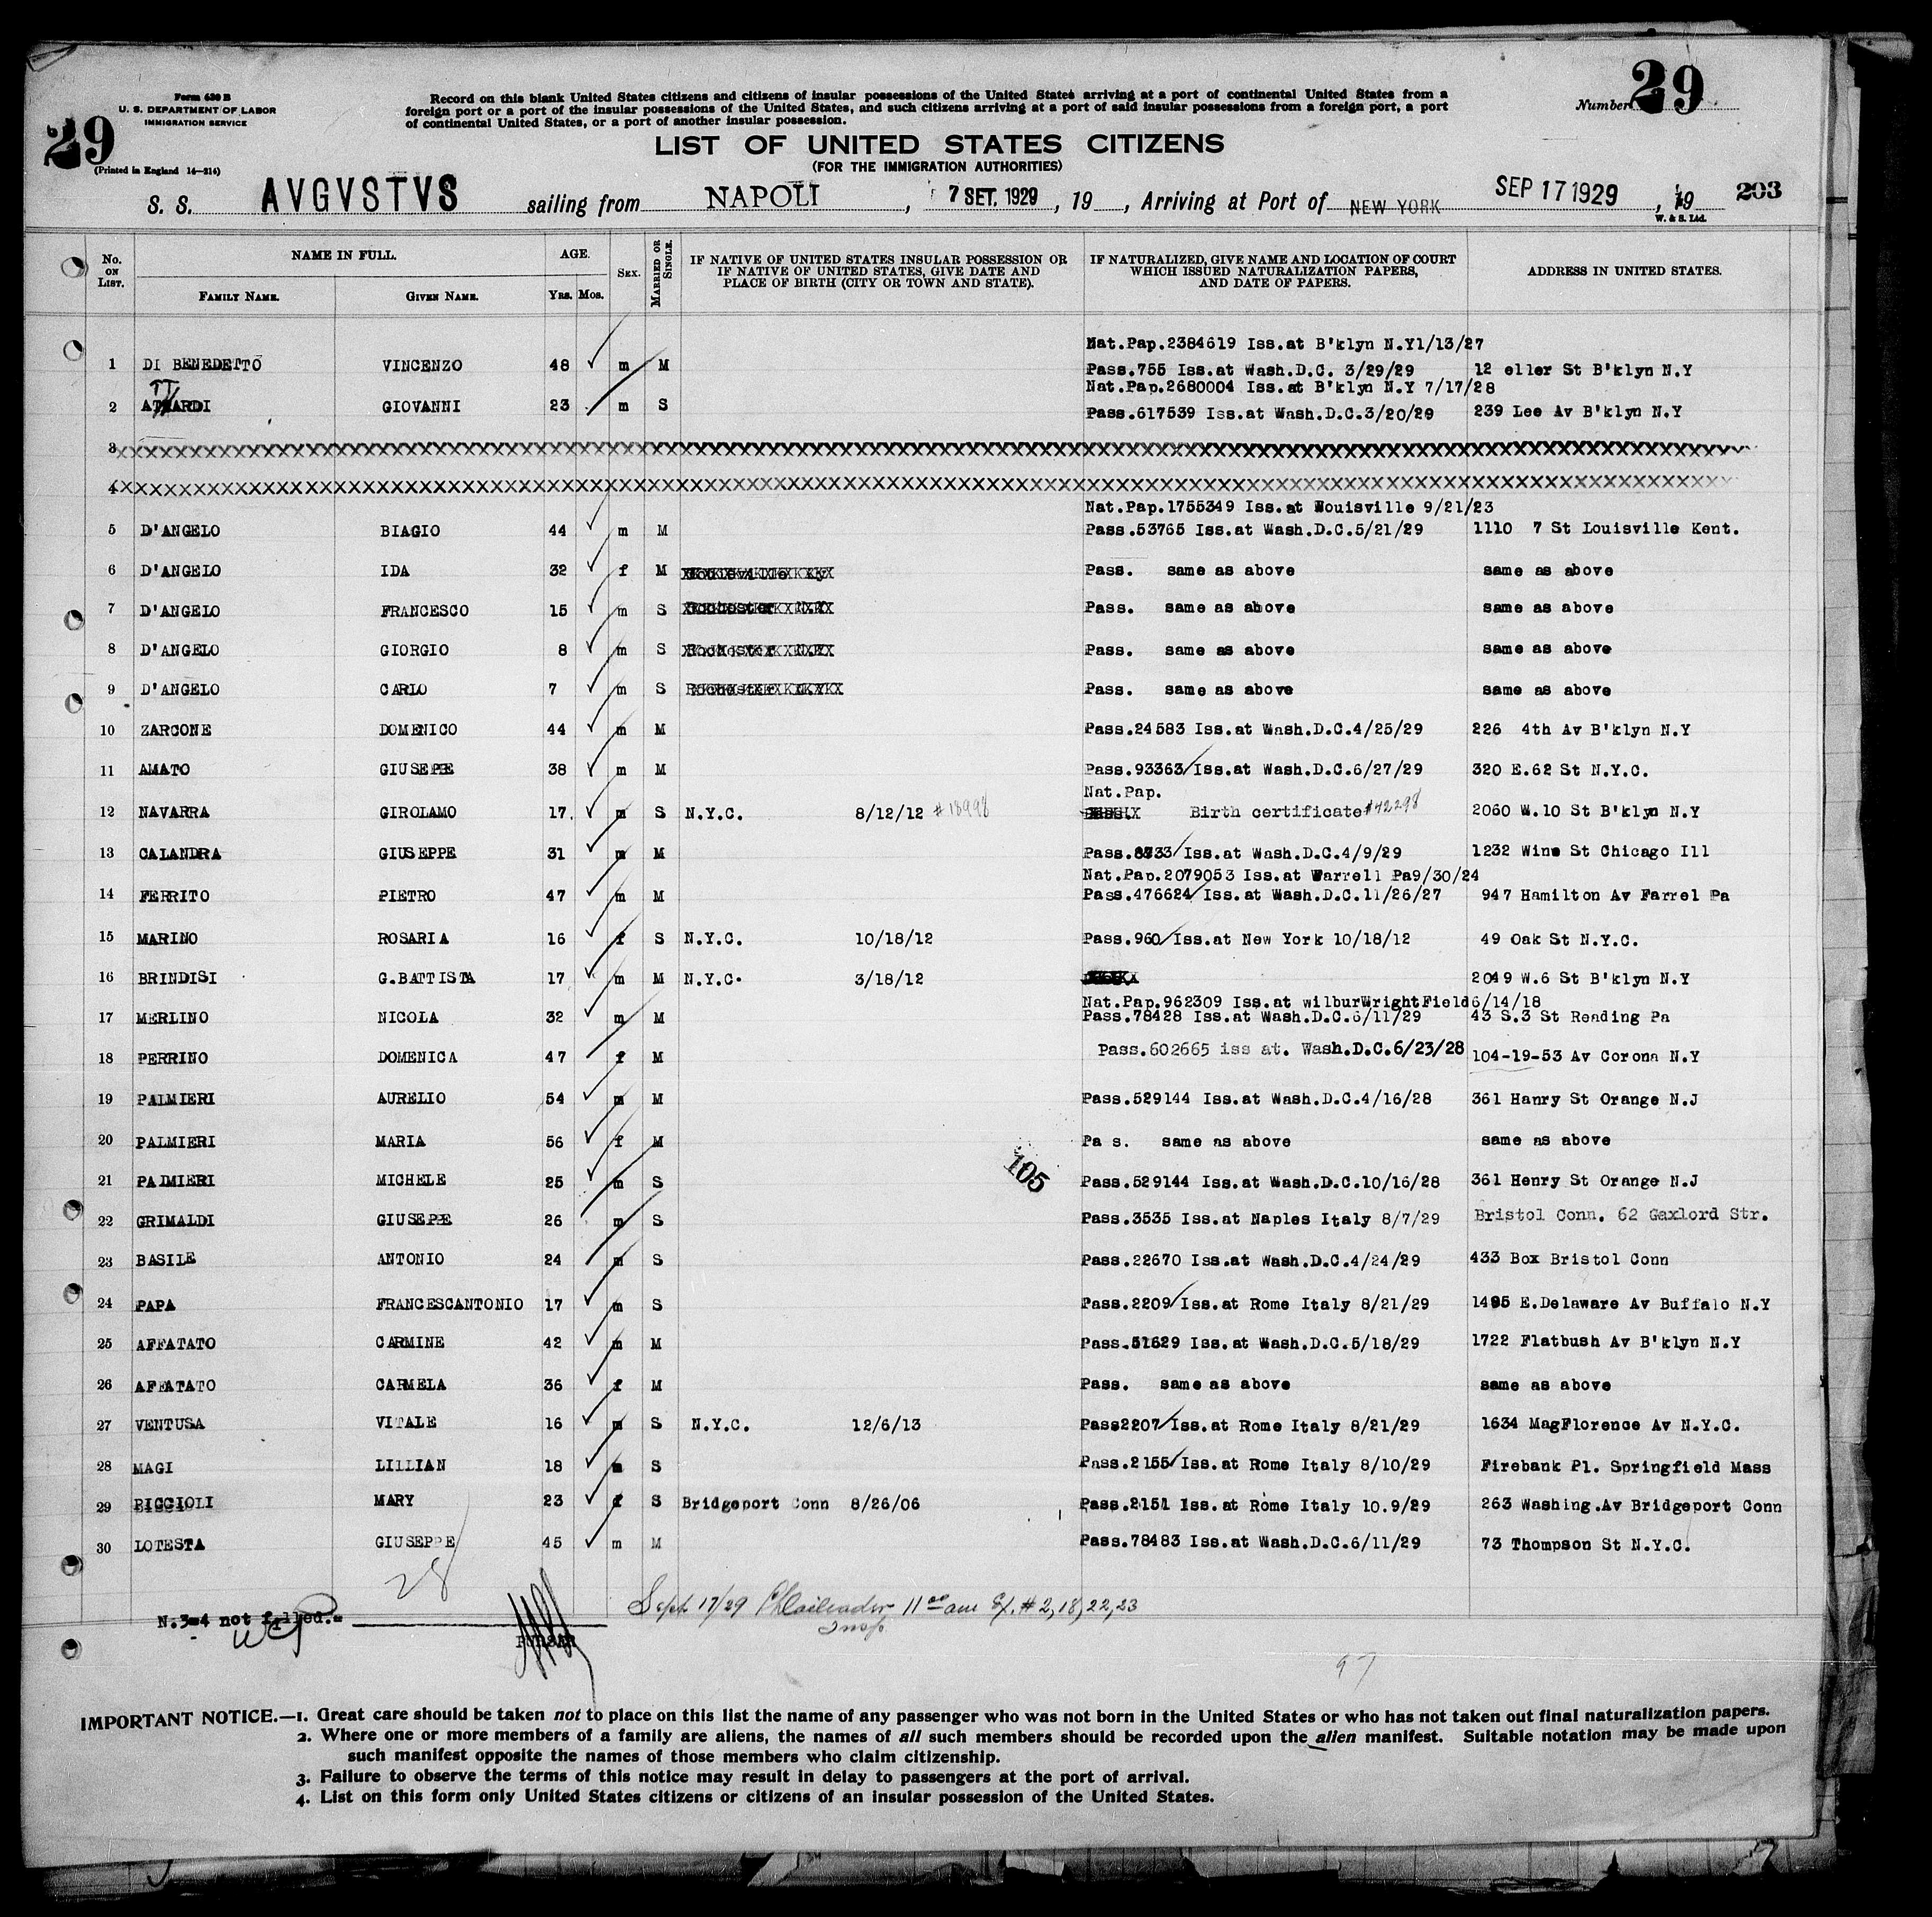 29
Form 630 B
U. S. DEPARTMENT OF LABOR
IMMIGRATION SERVICE
(Printed in England 14—214)
Record on this blank United States citizens and citizens of insular possessions of the United States arriving at a port of continental United States from a
foreign port or a port of the insular possessions of the United States, and such citizens arriving at a port of said insular possessions from a foreign port, a port
of continental United States, or a port of another insular possession.
Number 29
LIST OF UNITED STATES CITIZENS
(FOR THE IMMIGRATION AUTHORITIES)
S. S. AVGVSTVS sailing from NAPOLI, 7 SET. 1929, 19 , Arriving at Port of NEW YORK SEP 17 1929, 19 203
W. & S. Ltd.
No. ON LIST. NAME IN FULL. FAMILY NAME. GIVEN NAME. AGE. YRS. MOS. SEX. MARRIED OR SINGLE. IF NATIVE OF UNITED STATES INSULAR POSSESSION OR IF NATIVE OF UNITED STATES, GIVE DATE AND PLACE OF BIRTH (CITY OR TOWN AND STATE). IF NATURALIZED, GIVE NAME AND LOCATION OF COURT WHICH ISSUED NATURALIZATION PAPERS, AND DATE OF PAPERS. ADDRESS IN UNITED STATES.
Nat.Pap.2384619 Iss.at B'klyn N.Y1/13/27
1 DI BENEDETTO VINCENZO 48 m M Pass.755 Iss.at Wash.D.C. 3/29/29 12 eller St B'klyn N.Y
Nat.Pap.2680004 Iss.at B'klyn N.Y 7/17/28
2 ATTARDI GIOVANNI 23 m S Pass.617539 Iss.at Wash.D.C.3/20/29 239 Lee Av B'klyn N.Y
3
4
Nat.Pap.1755349 Iss.at Wouisville 9/21/23
5 D'ANGELO BIAGIO 44 m M Pass.53765 Iss.at Wash.D.C.5/21/29 1110 7 St Louisville Kent.
6 D'ANGELO IDA 32 f M Pass. same as above same as above
7 D'ANGELO FRANCESCO 15 m S Pass. same as above same as above
8 D'ANGELO GIORGIO 8 m S Pass. same as above same as above
9 D'ANGELO CARLO 7 m S Pass. same as above same as above
10 ZARCONE DOMENICO 44 m M Pass.24583 Iss.at Wash.D.C.4/25/29 226 4th Av B'klyn N.Y
11 AMATO GIUSEPPE 38 m M Pass.93363 Iss.at Wash.D.C.6/27/29 320 E.62 St N.Y.C.
Nat.Pap.
12 NAVARRA GIROLAMO 17. m S N.Y.C. 8/12/12 #18998 Birth certificate #42298 2060 W.10 St B'klyn N.Y
13 CALANDRA GIUSEPPE 31 m M Pass.8733 Iss.at Wash.D.C.4/9/29 1232 Wine St Chicago Ill
Nat.Pap.2079053 Iss.at Warrell Pa9/30/24
14 FERRITO PIETRO 47 m M Pass.476624 Iss.at Wash.D.C.11/26/27 947 Hamilton Av Farrel Pa
15 MARINO ROSARIA 16 f S N.Y.C. 10/18/12 Pass.960 Iss.at New York 10/18/12 49 Oak St N.Y.C.
16 BRINDISI G.BATTISTA 17 m M N.Y.C. 3/18/12 2049 W.6 St B'klyn N.Y
Nat.Pap.962309 Iss.at wilburWrightField6/14/18
17 MERLINO NICOLA 32 m M Pass.78428 Iss.at Wash.D.C.6/11/29 43 S.3 St Reading Pa
18 PERRINO DOMENICA 47 f M Pass.602665 iss at. Wash.D.C.6/23/28 104-19-53 Av Corona N.Y
19 PALMIERI AURELIO 54 m M Pass.529144 Iss.at Wash.D.C.4/16/28 361 Hanry St Orange N.J
20 PALMIERI MARIA 56 f M Pa s. same as above same as above
21 PALMIERI MICHELE 25 m S Pass.529144 Iss.at Wash.D.C.10/16/28 361 Henry St Orange N.J
105
22 GRIMALDI GIUSEPPE 26 m S Pass.3535 Iss.at Naples Italy 8/7/29 Bristol Conn. 62 Gaxlord Str.
23 BASILE ANTONIO 24 m S Pass.22670 Iss.at Wash.D.C.4/24/29 433 Box Bristol Conn
24 PAPA FRANCESCANTONIO 17 m S Pass.2209 Iss.at Rome Italy 8/21/29 1495 E.Delaware Av Buffalo N.Y
25 AFFATATO CARMINE 42 m M Pass.51629 Iss.at Wash.D.C.5/18/29 1722 Flatbush Av B'klyn N.Y
26 AFFATATO CARMELA 36 f M Pass. same as above same as above
27 VENTUSA VITALE 16 m S N.Y.C. 12/6/13 Pass2207 Iss.at Rome Italy 8/21/29 1634 MagFlorence Av N.Y.C.
28 MAGI LILLIAN 18 m S Pass.2155 Iss.at Rome Italy 8/10/29 Firebank Pl. Springfield Mass
29 BIGGIOLI MARY 23 f S Bridgeport Conn 8/26/06 Pass.2151 Iss.at Rome Italy 10.9/29 263 Washing.Av Bridgeport Conn
30 LOTESTA GIUSEPPE 45 m M Pass.78483 Iss.at Wash.D.C.6/11/29 73 Thompson St N.Y.C.
28
N.3=4 not filled.=
PURSER
Sept 17/29 11 00 am Ex. # 2, 18, 22, 23
Insp.
97
IMPORTANT NOTICE.—1. Great care should be taken not to place on this list the name of any passenger who was not born in the United States or who has not taken out final naturalization papers.
2. Where one or more members of a family are aliens, the names of all such members should be recorded upon the alien manifest. Suitable notation may be made upon
such manifest opposite the names of those members who claim citizenship.
3. Failure to observe the terms of this notice may result in delay to passengers at the port of arrival.
4. List on this form only United States citizens or citizens of an insular possession of the United States.